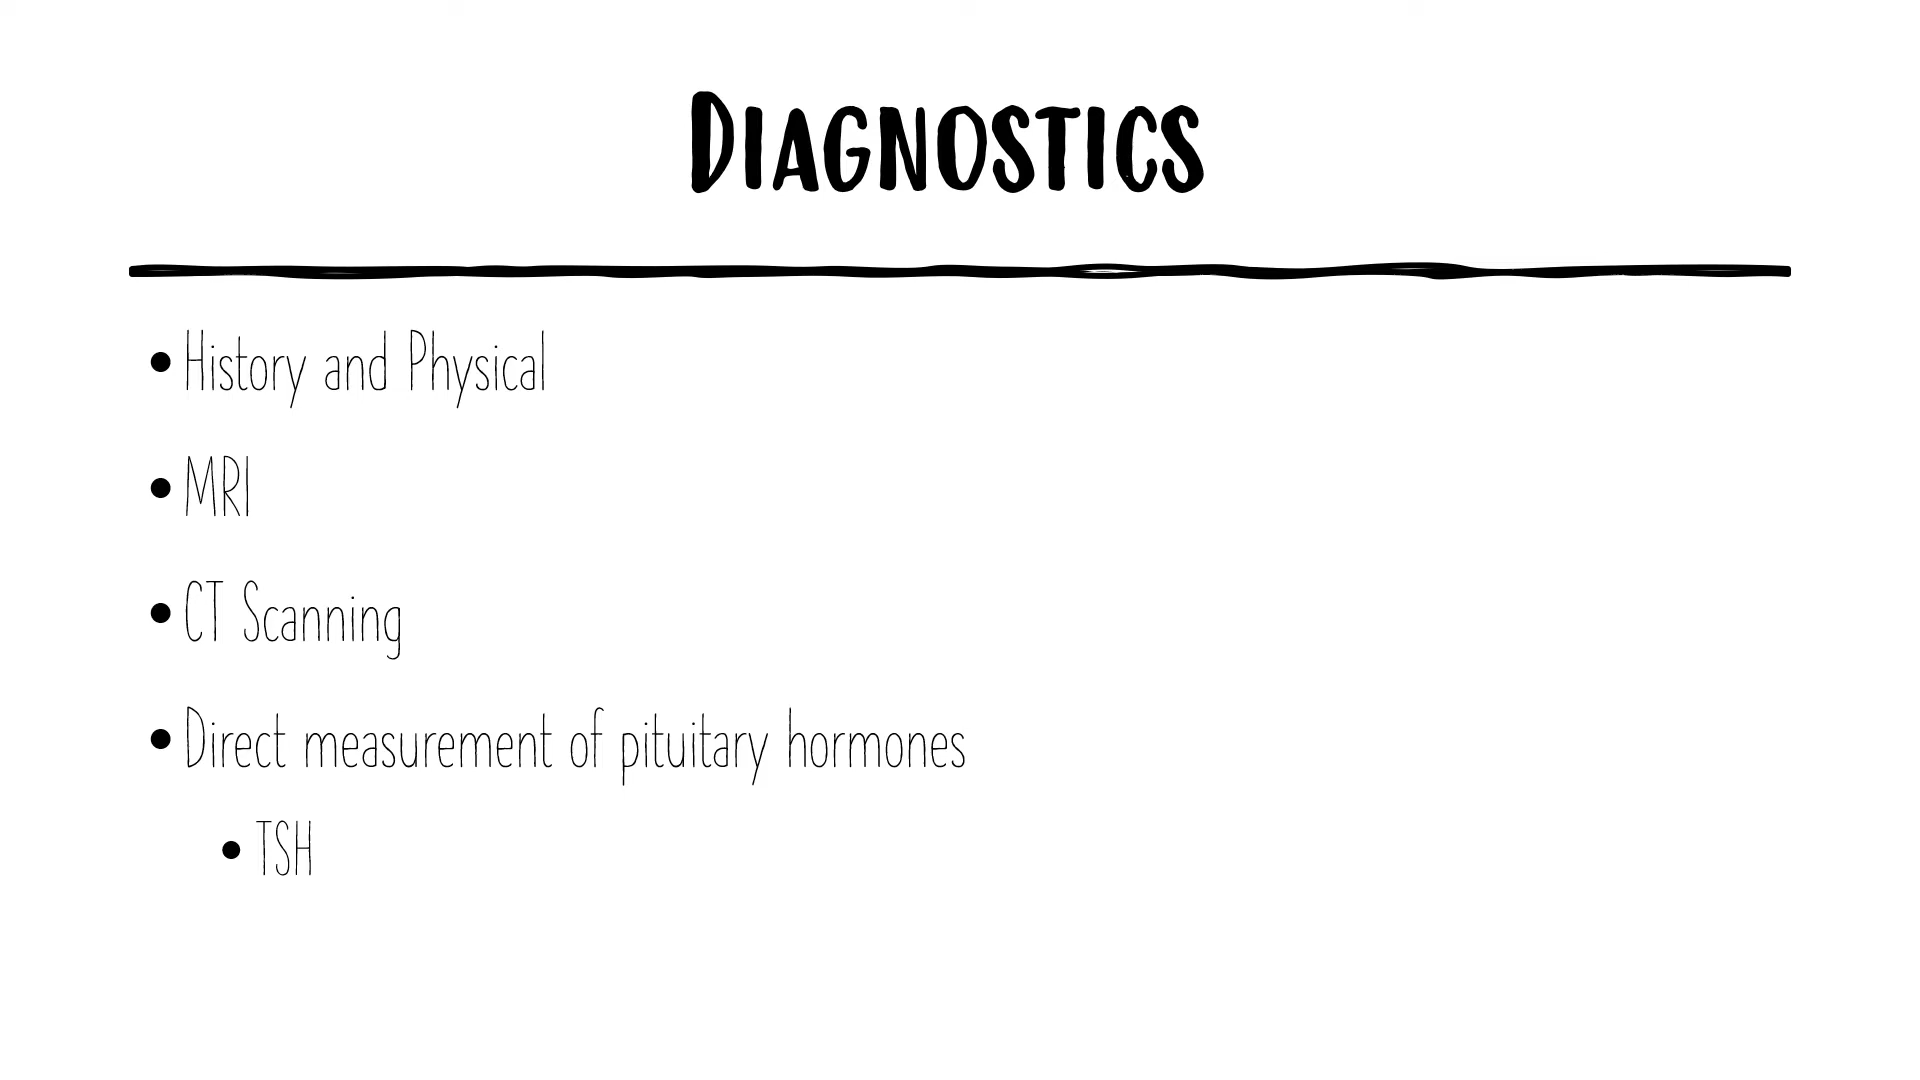 Diagnostics
• History and Physical
• MRI
• CT Scanning
• Direct measurement of pituitary hormones
• TSH